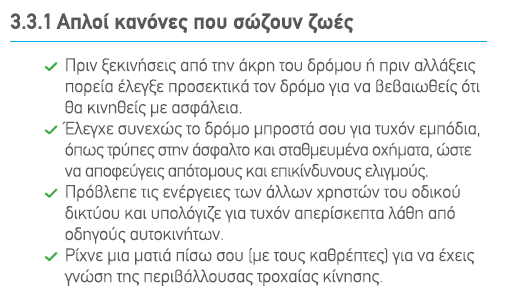 3.3.1 Απλοί κανόνες που σώζουν ζωές
Πριν ξεκινήσεις από την άκρη του δρόμου ή πριν αλλάξεις
πορεία έλεγξε προσεκτικά τον δρόμο για να βεβαιωθείς ότι
θα κινηθείς με ασφάλεια.
Έλεγχε συνεχώς το δρόμο μπροστά σου για τυχόν εμπόδια,
όπως τρύπες στην άσφαλτο και σταθμευμένα οχήματα, ώστε
να αποφεύγεις απότομους και επικίνδυνους ελιγμούς.
Πρόβλεπε τις ενέργειες των άλλων χρηστών του οδικού
δικτύου και υπολόγιζε για τυχόν απερίσκεπτα λάθη από
οδηγούς αυτοκινήτων.
Ρίχνε μια ματιά πίσω σου (με τους καθρέπτες) για να έχεις
γνώση της περιβάλλουσας τροχαίας κίνησης.